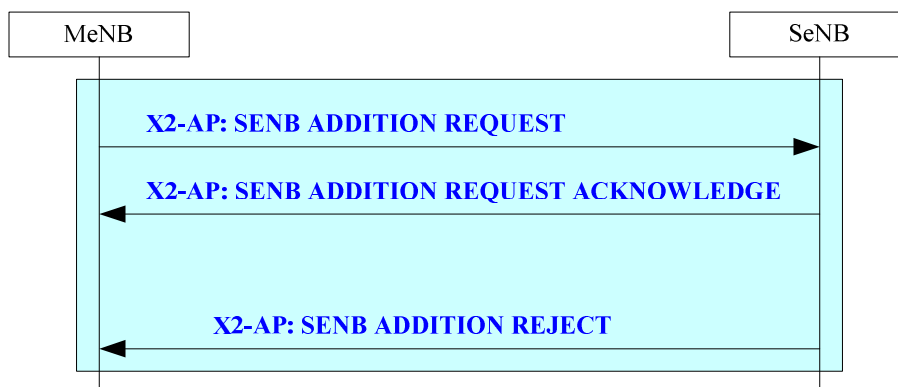 MeNB
SeNB
X2-AP: SENB ADDITION REQUEST
X2-AP: SENB ADDITION REQUEST ACKNOWLEDGE
X2-AP: SENB ADDITION REJECT